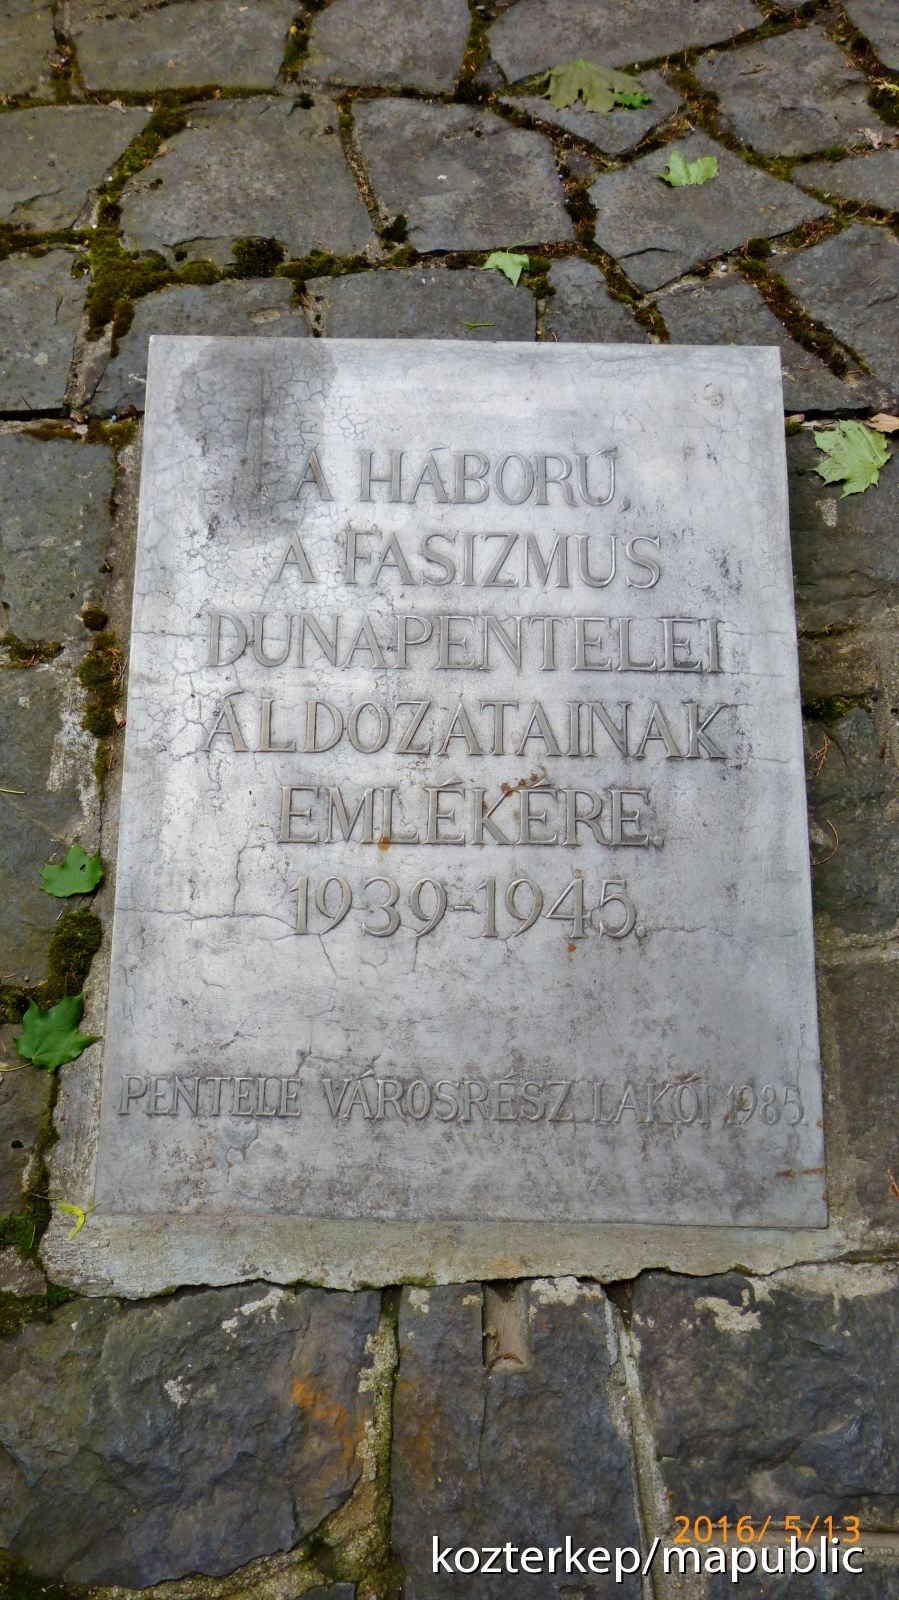 A HÁBORÚ,
A FASIZMUS
DUNAPENTELEI
ÁLDOZATAINAK
EMLÉKÉRE.
1939-1945.
PENTELE VÁROSRÉSZ LAKÓI 1985.
2016/ 5/13
kozterkep/mapublic